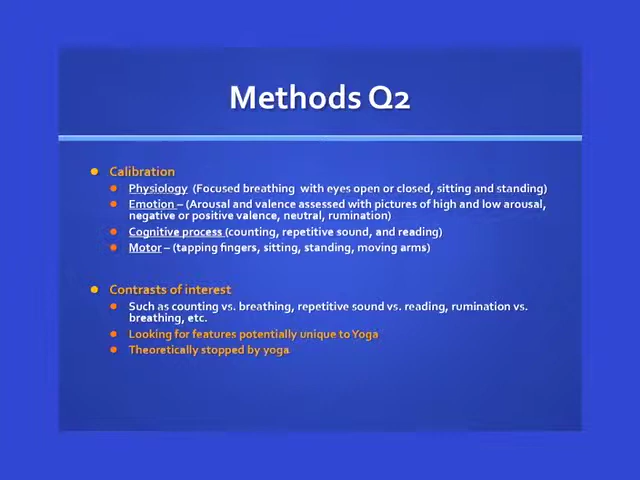 Methods Q2
Calibration
Physiology (Focused breathing with eyes open or closed, sitting and standing)
Emotion – (Arousal and valence assessed with pictures of high and low arousal,
negative or positive valence, neutral, rumination)
Cognitive process (counting, repetitive sound, and reading)
Motor – (tapping fingers, sitting, standing, moving arms)
Contrasts of interest
Such as counting vs. breathing, repetitive sound vs. reading, rumination vs.
breathing, etc.
Looking for features potentially unique to Yoga
Theoretically stopped by yoga